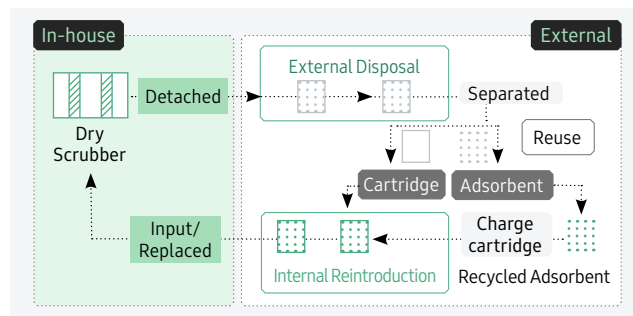 In-house
External
External Disposal
Detached
Separated
Dry
Scrubber
Reuse
Cartridge
Adsorbent
Input/
Replaced
Charge
cartridge
Internal Reintroduction
Recycled Adsorbent